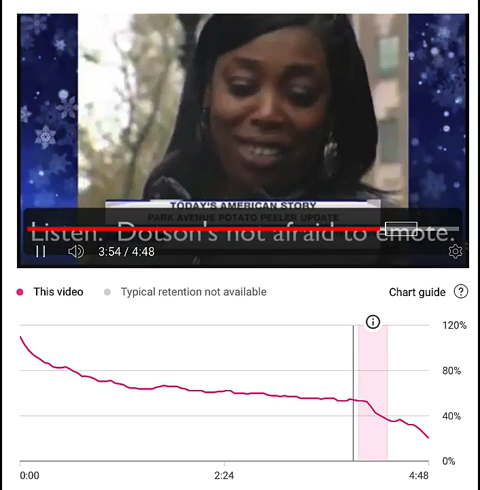 TODAY'S AMERICAN STORY
PARK AVENUE POTATO PEELER UPDATE
Listen. Dotson's not afraid to emote.
3:54 / 4:48
This video
Typical retention not available
Chart guide ?
i
120%
80%
40%
0%
0:00 2:24 4:48